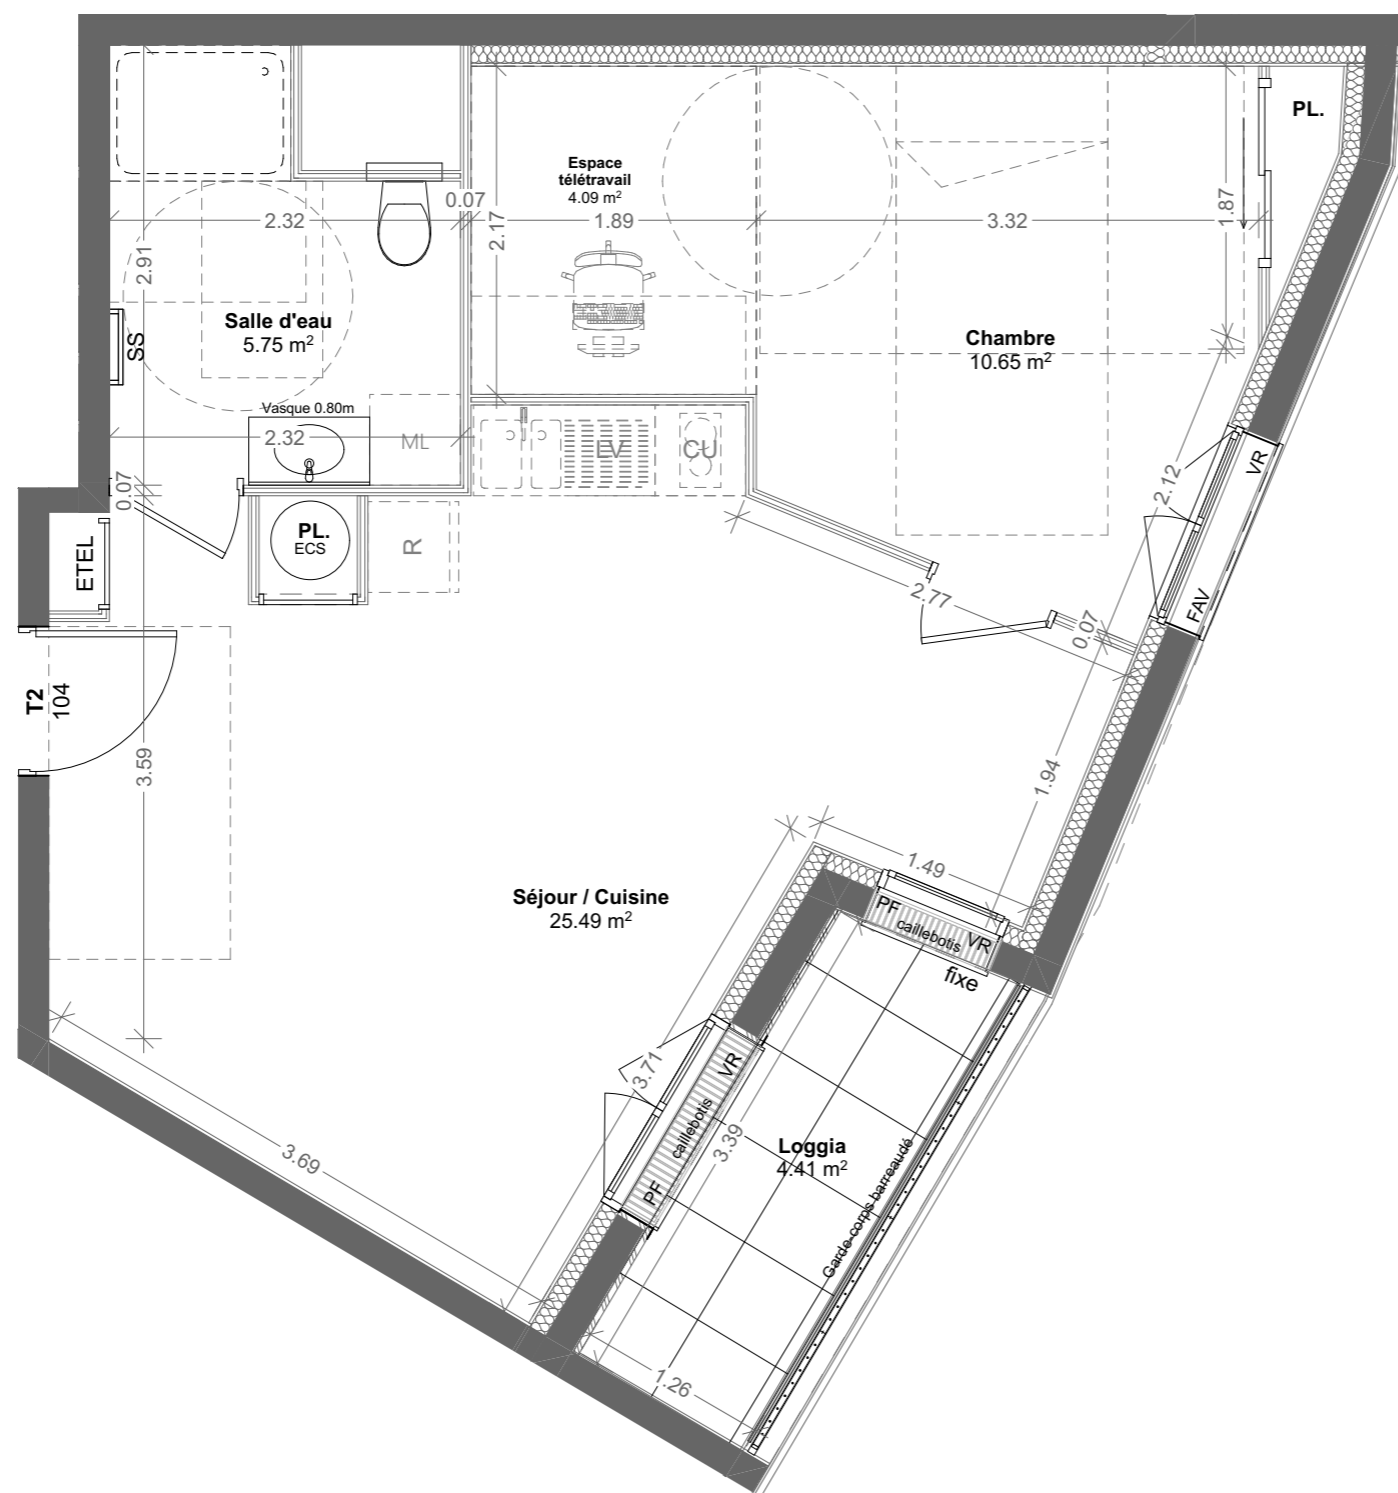 PL.
Espace
télétravail
4.09 m²
0.07
2.32
1.89
3.32
2.17
1.87
2.91
Salle d'eau
5.75 m²
SS
Chambre
10.65 m²
Vasque 0.80m
2.32
ML
LV
CU
VR
2.12
0.07
PL.
ECS
R
ETEL
2.77
FAV
0.07
T2
104
3.59
1.94
1.49
Séjour / Cuisine
25.49 m²
PF
caillebotis
VR
fixe
3.71
VR
caillebotis
PF
3.39
Loggia
4.41 m²
Garde-corps barreaudé
3.69
1.26